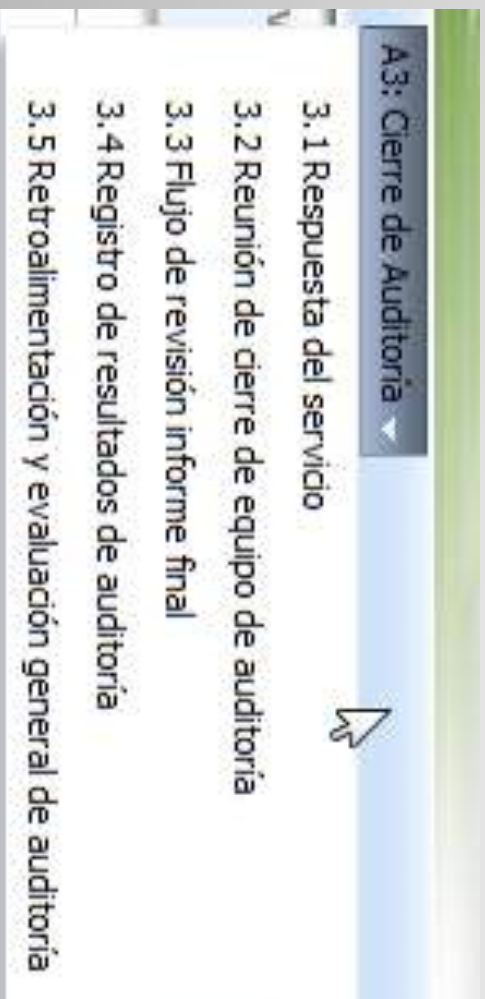 A3: Cierre de Auditoría
3.1 Respuesta del servicio
3.2 Reunión de cierre de equipo de auditoría
3.3 Flujo de revisión informe final
3.4 Registro de resultados de auditoría
3.5 Retroalimentación y evaluación general de auditoría